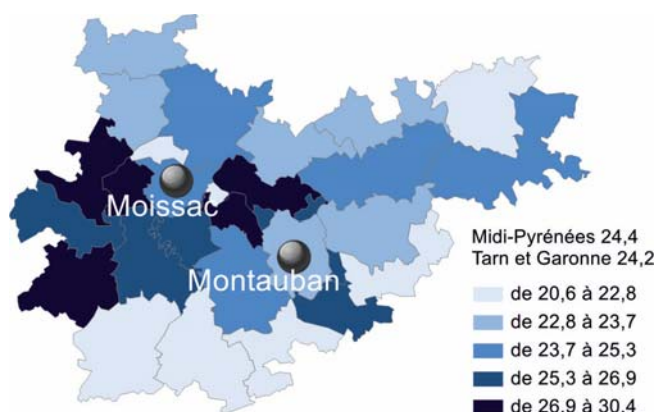 Moissac
Montauban
Midi-Pyrénées 24,4
Tarn et Garonne 24,2
de 20,6 à 22,8
de 22,8 à 23,7
de 23,7 à 25,3
de 25,3 à 26,9
de 26,9 à 30,4